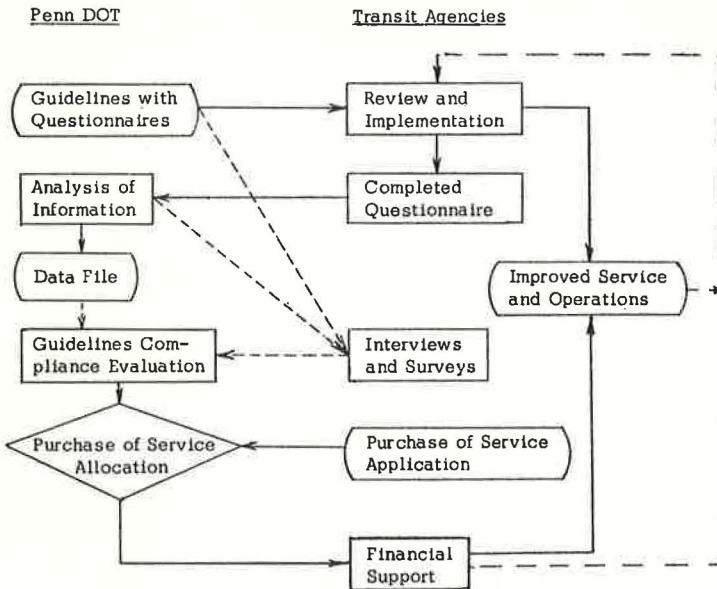 Penn DOT
Transit Agencies
Guidelines with
Questionnaires
Review and
Implementation
Analysis of
Information
Completed
Questionnaire
Data File
Improved Service
and Operations
Guidelines Com-
pliance Evaluation
Interviews
and Surveys
Purchase of Service
Allocation
Purchase of Service
Application
Financial
Support